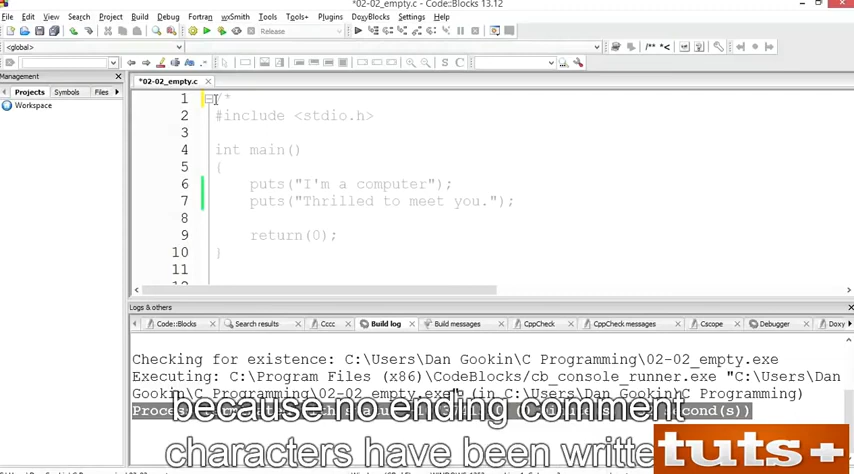 *02-02_empty.c - Code::Blocks 13.12
File Edit View Search Project Build Debug Fortran wxSmith Tools Tools+ Plugins DoxyBlocks Settings Help
Release
<global>
/** *<
S C
Management
*02-02_empty.c
Projects Symbols Files
Workspace
1 /*
2 #include <stdio.h>
3
4 int main()
5 {
6 puts("I'm a computer");
7 puts("Thrilled to meet you.");
8
9 return(0);
10 }
11
Logs & others
Code::Blocks Search results Cccc Build log Build messages CppCheck CppCheck messages Cscope Debugger Doxy
Checking for existence: C:\Users\Dan Gookin\C Programming\02-02_empty.exe
Executing: C:\Program Files (x86)\CodeBlocks/cb_console_runner.exe "C:\Users\Dan
Gookin\C Programming\02-02_empty.exe" (in C:\Users\Dan Gookin\C Programming)
because no ending comment
characters have been writte
tuts+